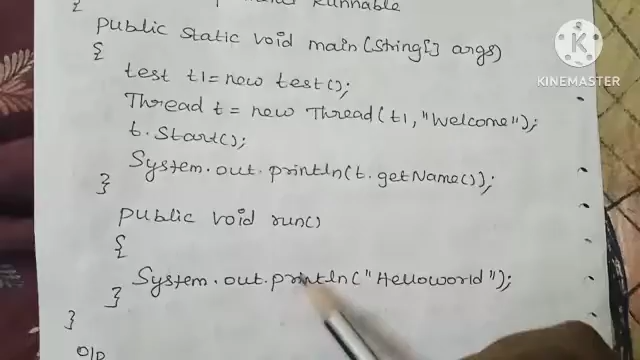 { Runnable
public static void main(String[] args)
{
test t1=new test();
Thread t= new Thread(t1,"Welcome");
t.Start();
System.out.println(t.getName());
}
public void run()
{
System.out.println("Helloworld");
}
}
O/P
KINEMASTER